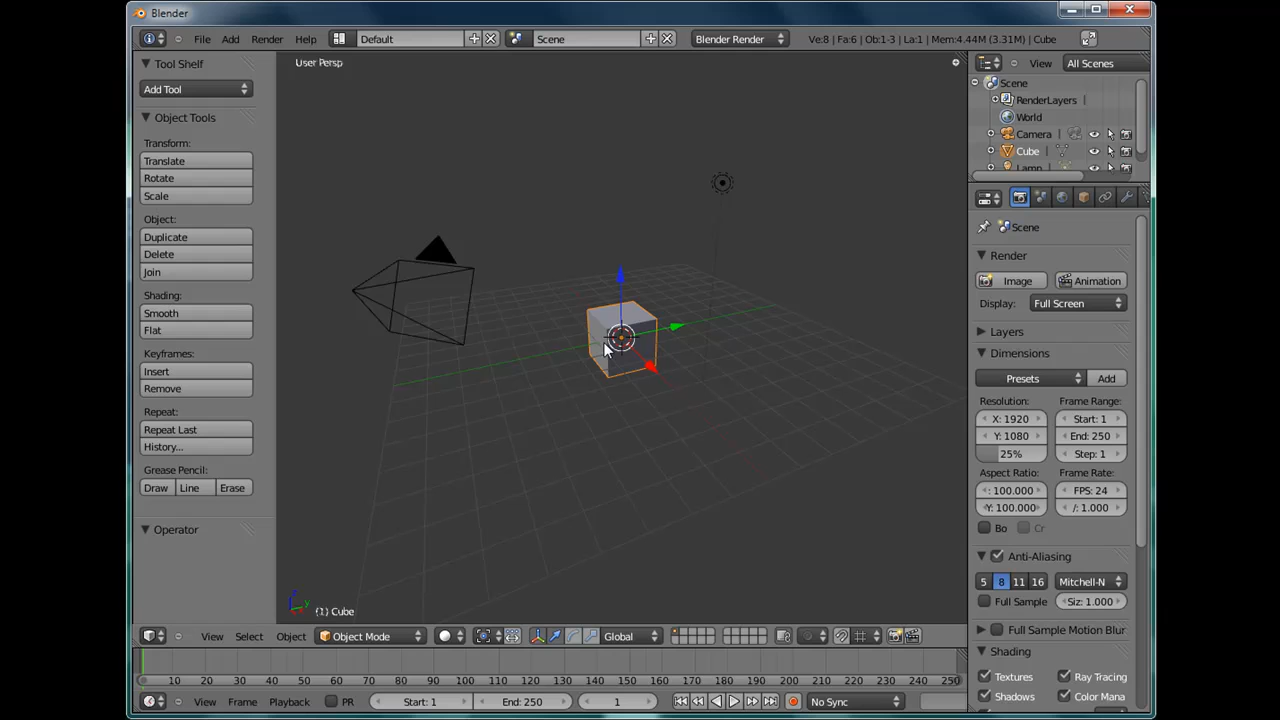 Blender
File Add Render Help Default Scene Blender Render Ve:8 | Fa:6 | Ob:1-3 | La:1 | Mem:4.44M (3.31M) | Cube
Tool Shelf
Add Tool
Object Tools
Transform:
Translate
Rotate
Scale
Object:
Duplicate
Delete
Join
Shading:
Smooth
Flat
Keyframes:
Insert
Remove
Repeat:
Repeat Last
History...
Grease Pencil:
Draw Line Erase
Operator
User Persp
(1) Cube
View Select Object Object Mode Global
10 20 30 40 50 60 70 80 90 100 110 120 130 140 150 160 170 180 190 200 210 220 230 240 250
View Frame Playback PR Start: 1 End: 250 1 No Sync
View All Scenes
Scene
RenderLayers
World
Camera
Cube
Lamp
Scene
Render
Image Animation
Display: Full Screen
Layers
Dimensions
Presets Add
Resolution: Frame Range:
X: 1920 Start: 1
Y: 1080 End: 250
25% Step: 1
Aspect Ratio: Frame Rate:
: 100.000 FPS: 24
Y: 100.000 /: 1.000
Bo Cr
Anti-Aliasing
5 8 11 16 Mitchell-N
Full Sample Siz: 1.000
Full Sample Motion Blur
Shading
Textures Ray Tracing
Shadows Color Mana